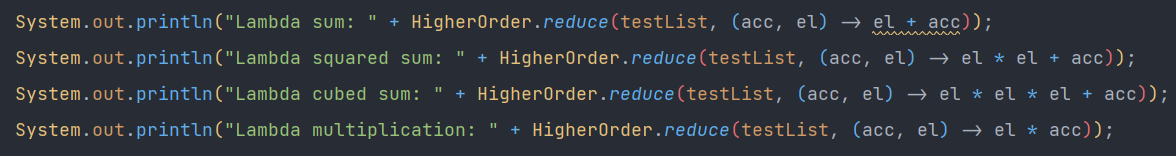 System.out.println("Lambda sum: " + HigherOrder.reduce(testList, (acc, el) -> el + acc));
System.out.println("Lambda squared sum: " + HigherOrder.reduce(testList, (acc, el) -> el * el + acc));
System.out.println("Lambda cubed sum: " + HigherOrder.reduce(testList, (acc, el) -> el * el * el + acc));
System.out.println("Lambda multiplication: " + HigherOrder.reduce(testList, (acc, el) -> el * acc));